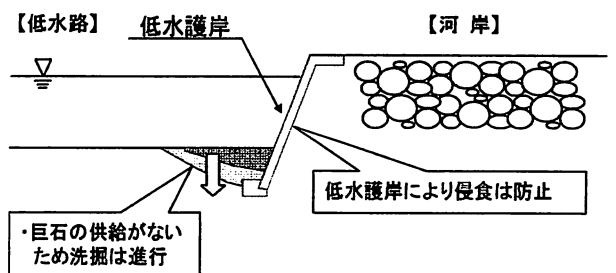 【低水路】
低水護岸
【河 岸】
低水護岸により侵食は防止
・巨石の供給がない
ため洗掘は進行